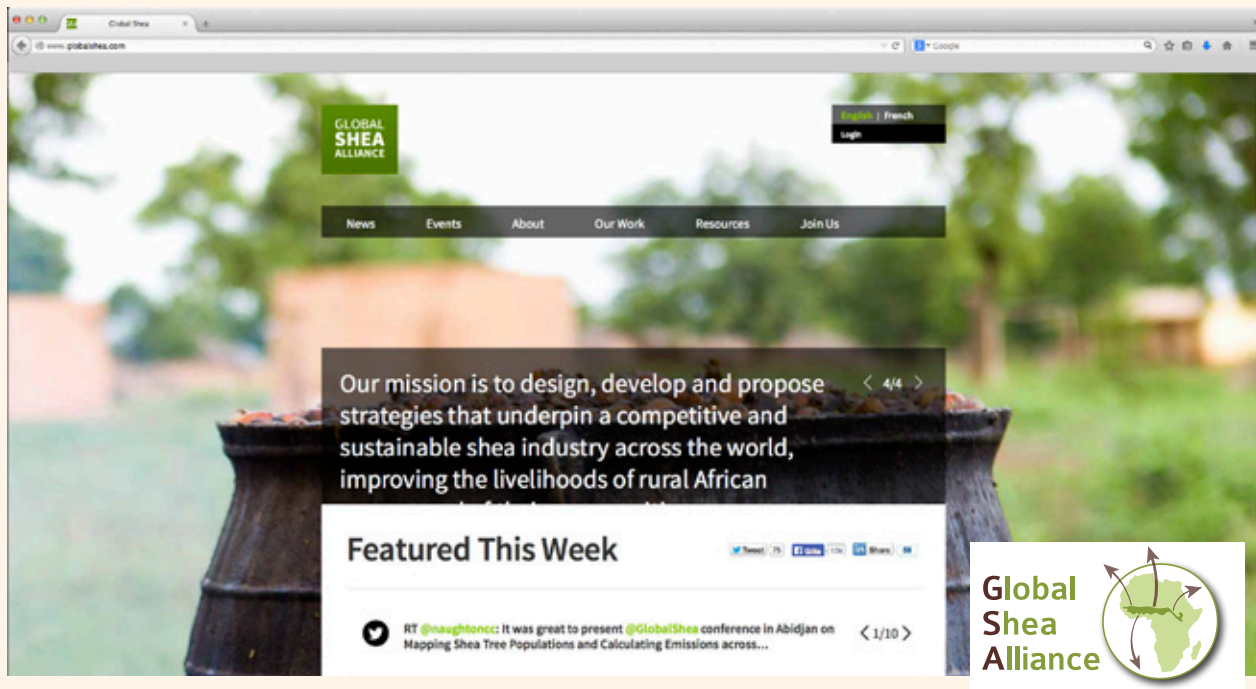 Global Shea
www.globalshea.com
Google
GLOBAL
SHEA
ALLIANCE
English | French
Login
News Events About Our Work Resources Join Us
Our mission is to design, develop and propose
strategies that underpin a competitive and
sustainable shea industry across the world,
improving the livelihoods of rural African
4/4
Featured This Week
Tweet 75
Share
RT @naughtoncc: It was great to present @GlobalShea conference in Abidjan on
Mapping Shea Tree Populations and Calculating Emissions across...
1/10
Global
Shea
Alliance